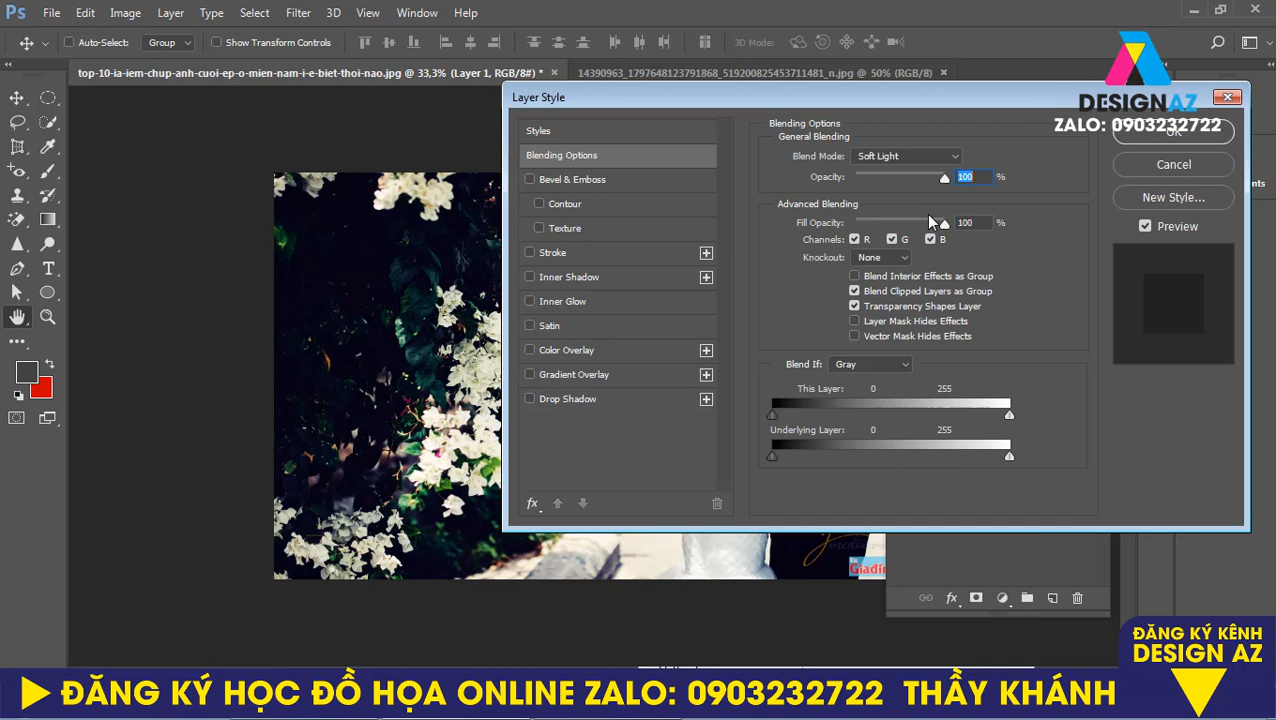 Ps File Edit Image Layer Type Select Filter 3D View Window Help
Auto-Select: Group Show Transform Controls 3D Mode:
top-10-ia-iem-chup-anh-cuoi-ep-o-mien-nam-i-e-biet-thoi-nao.jpg @ 33,3% (Layer 1, RGB/8#) *
14390963_1797648123791868_519200825453711481_n.jpg @ 50% (RGB/8)
DESIGN AZ
ZALO: 0903232722
Layer Style
Styles
Blending Options
Bevel & Emboss
Contour
Texture
Stroke
Inner Shadow
Inner Glow
Satin
Color Overlay
Gradient Overlay
Drop Shadow
fx
Blending Options
General Blending
Blend Mode: Soft Light
Opacity: 100 %
Advanced Blending
Fill Opacity: 100 %
Channels: R G B
Knockout: None
Blend Interior Effects as Group
Blend Clipped Layers as Group
Transparency Shapes Layer
Layer Mask Hides Effects
Vector Mask Hides Effects
Blend If: Gray
This Layer: 0 255
Underlying Layer: 0 255
Cancel
New Style...
Preview
fx
ĐĂNG KÝ KÊNH
DESIGN AZ
ĐĂNG KÝ HỌC ĐỒ HỌA ONLINE ZALO: 0903232722 THẦY KHÁNH